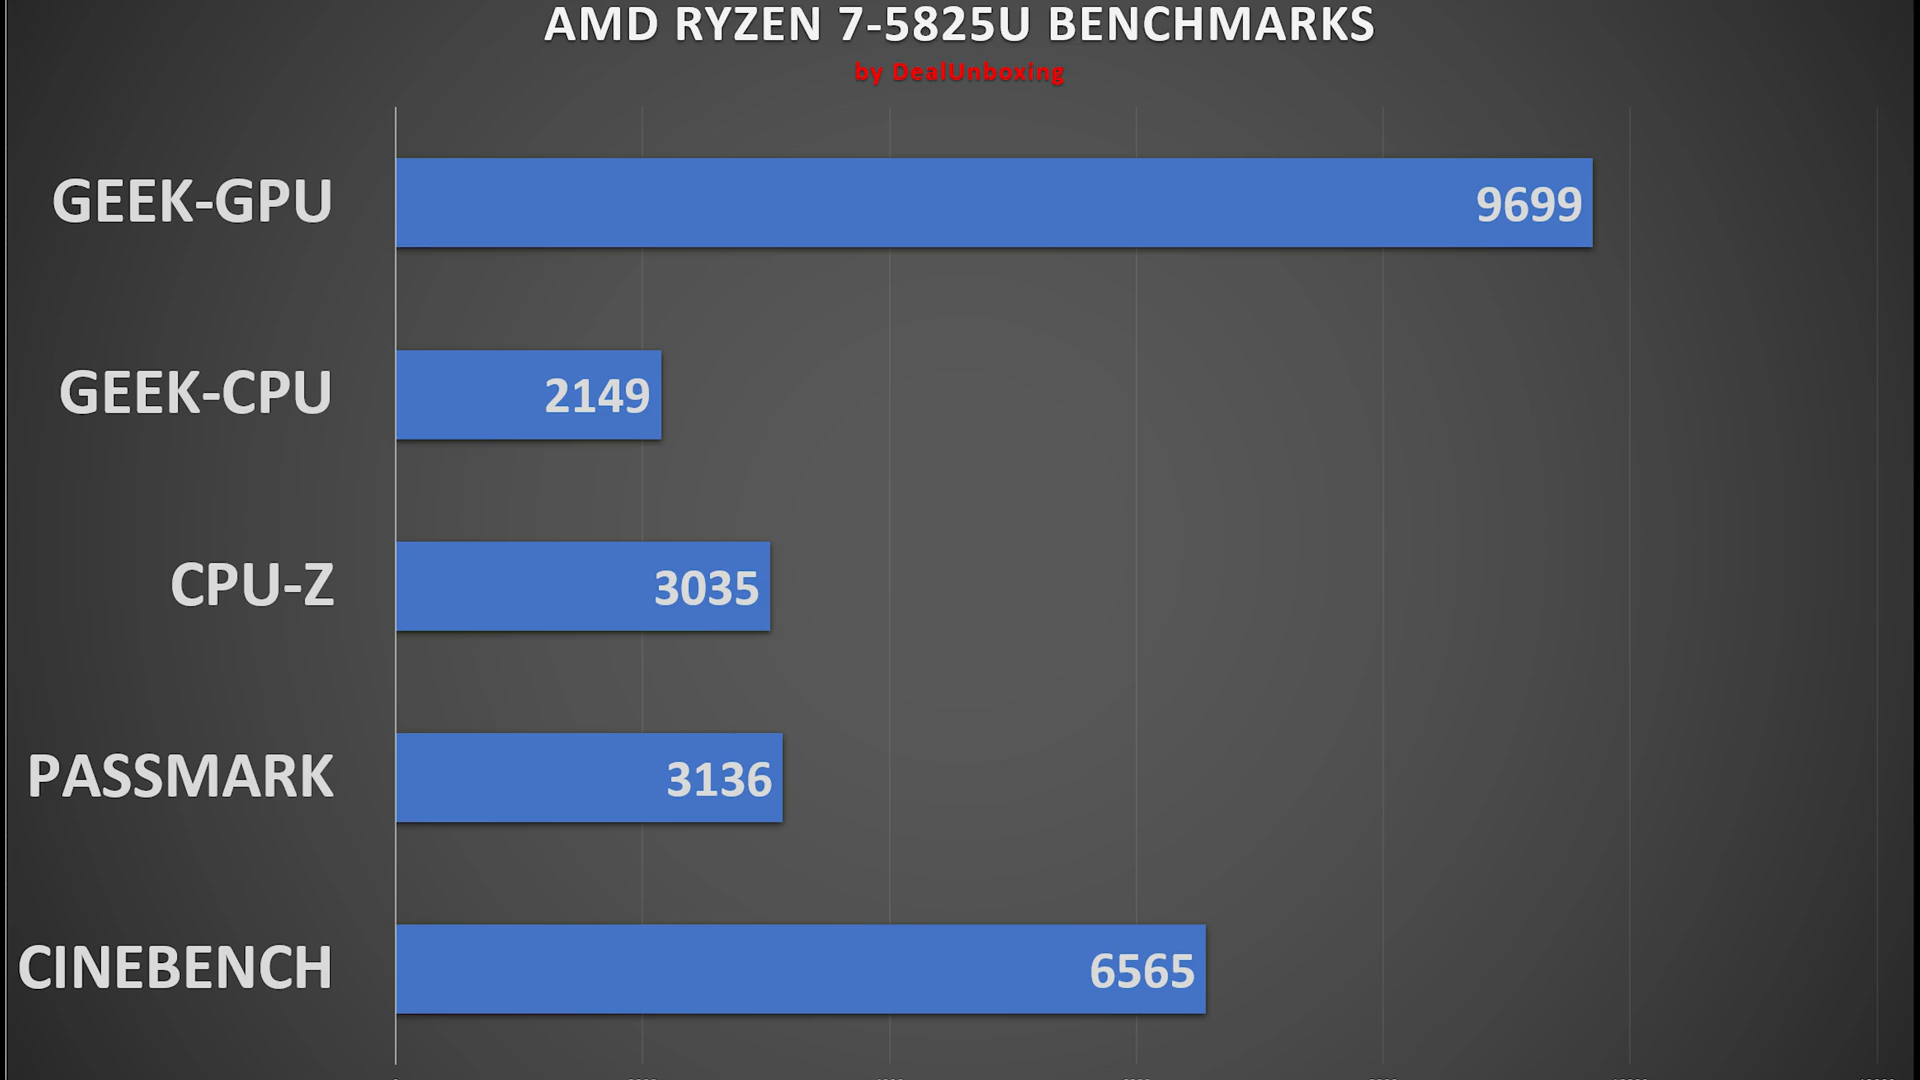 AMD RYZEN 7-5825U BENCHMARKS
by DealUnboxing
GEEK-GPU 9699
GEEK-CPU 2149
CPU-Z 3035
PASSMARK 3136
CINEBENCH 6565